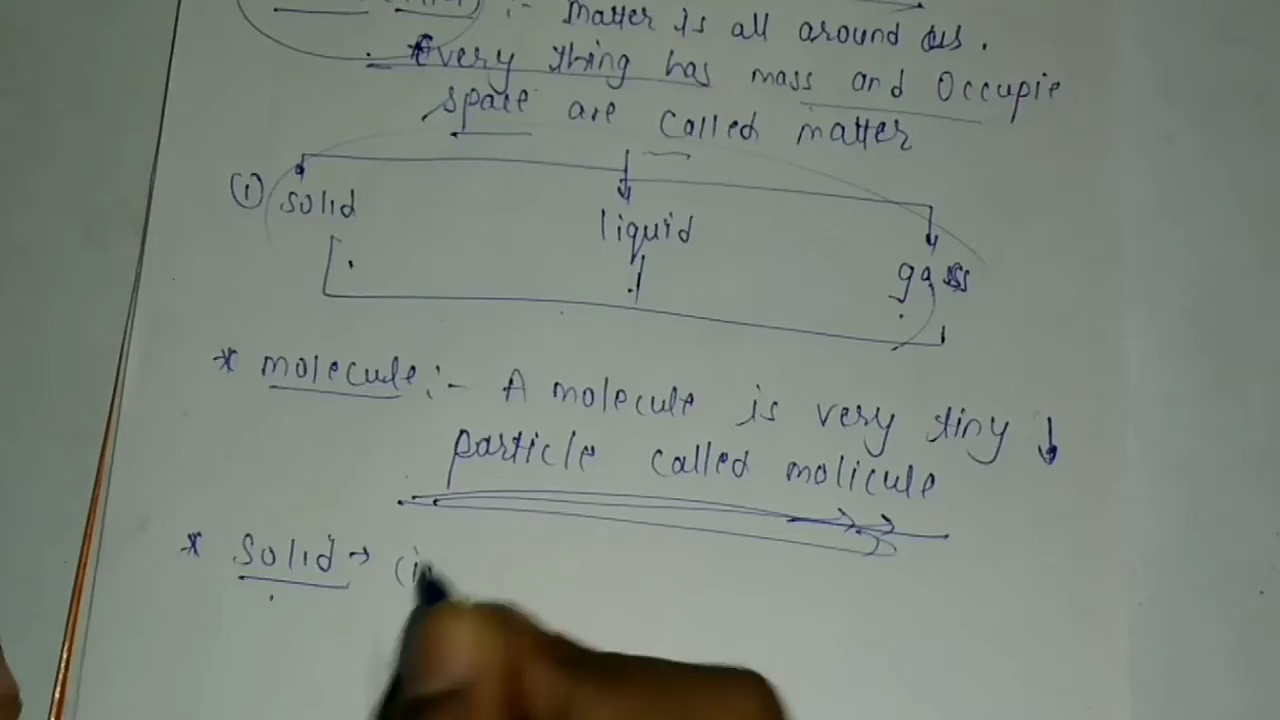 :- Matter is all around us.
Every thing has mass and Occupie
space are called matter
① solid
liquid
gass
* molecule :- A molecule is very tiny ↓
particle called molicule
* Solid → (i